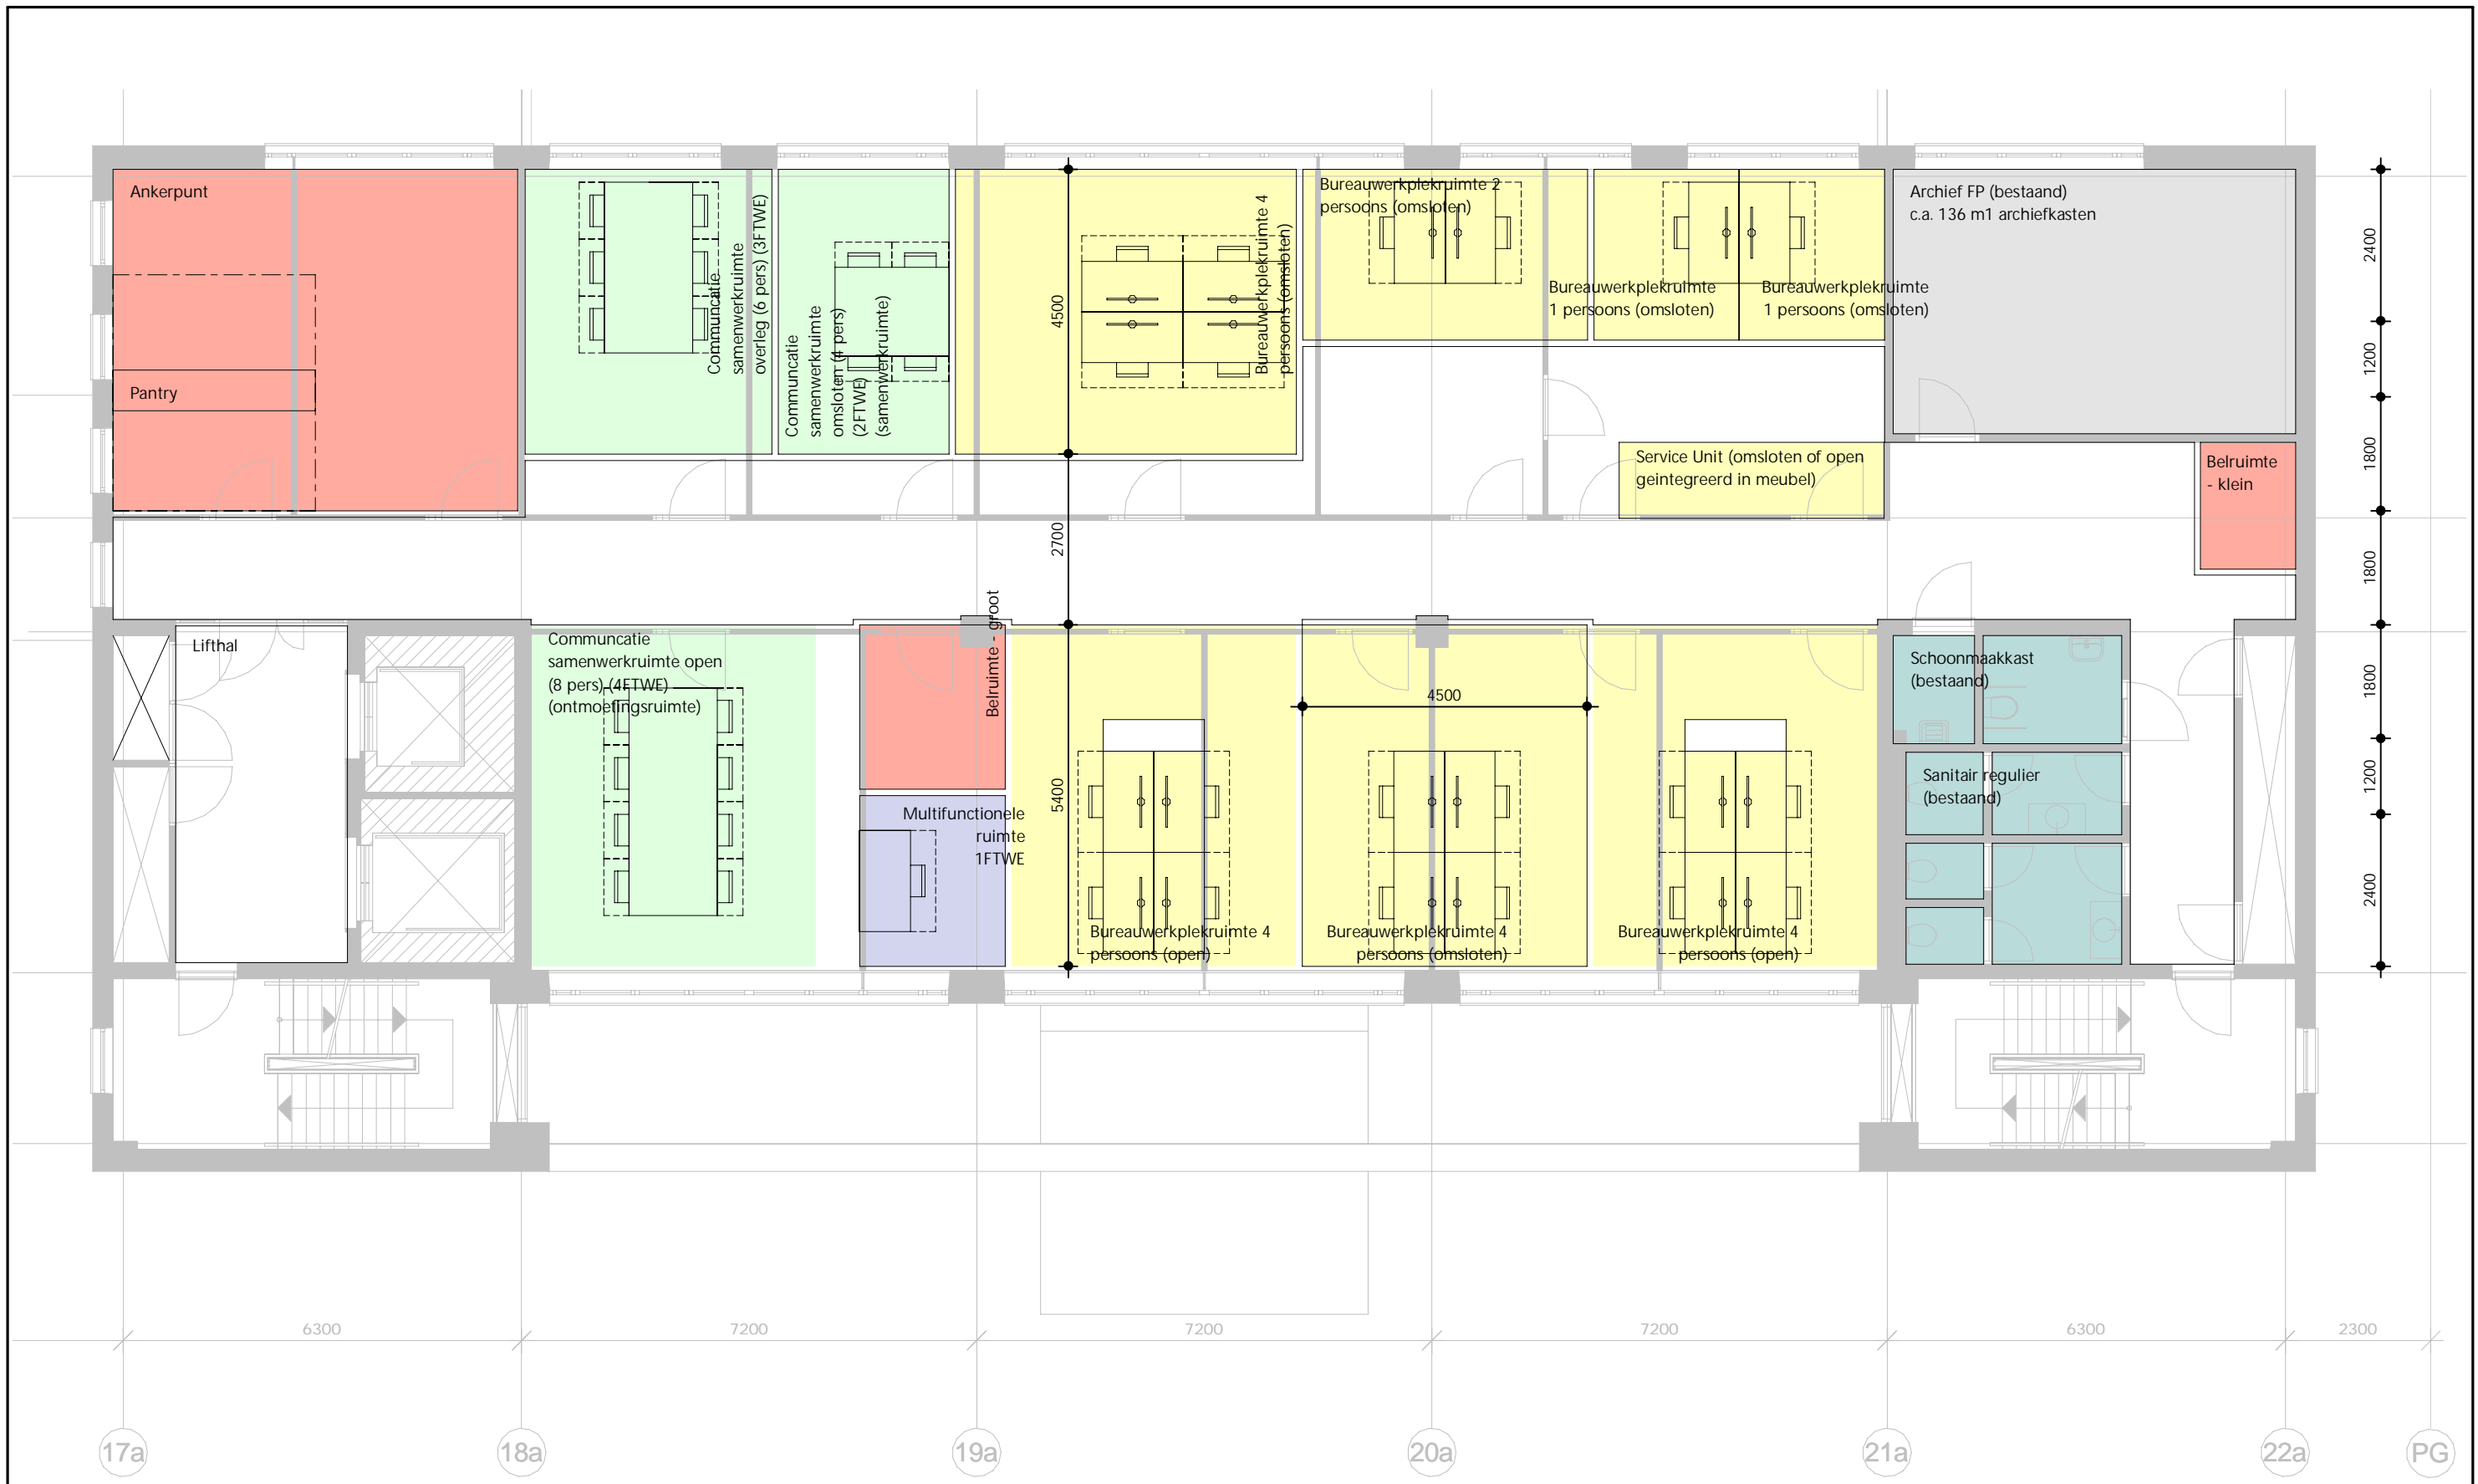 Ankerpunt
Pantry
Communcatie
samenwerkruimte
overleg (6 pers) (3FTWE)
Communcatie
samenwerkruimte
omsloten (4 pers)
(2FTWE)
(samenwerkruimte)
4500
Bureauwerkplekruimte 4
persoons (omsloten)
Bureauwerkplekruimte 2
persoons (omsloten)
Bureauwerkplekruimte
1 persoons (omsloten)
Bureauwerkplekruimte
1 persoons (omsloten)
Archief FP (bestaand)
c.a. 136 m1 archiefkasten
2400
1200
1800
1800
1800
1200
2400
Service Unit (omsloten of open
geintegreerd in meubel)
Belruimte
- klein
2700
Lifthal
Communcatie
samenwerkruimte open
(8 pers) (4FTWE)
(ontmoetingsruimte)
Belruimte - groot
Multifunctionele
ruimte
1FTWE
5400
4500
Bureauwerkplekruimte 4
persoons (open)
Bureauwerkplekruimte 4
persoons (omsloten)
Bureauwerkplekruimte 4
persoons (open)
Schoonmaakkast
(bestaand)
Sanitair regulier
(bestaand)
6300
7200
7200
7200
6300
2300
17a
18a
19a
20a
21a
22a
PG